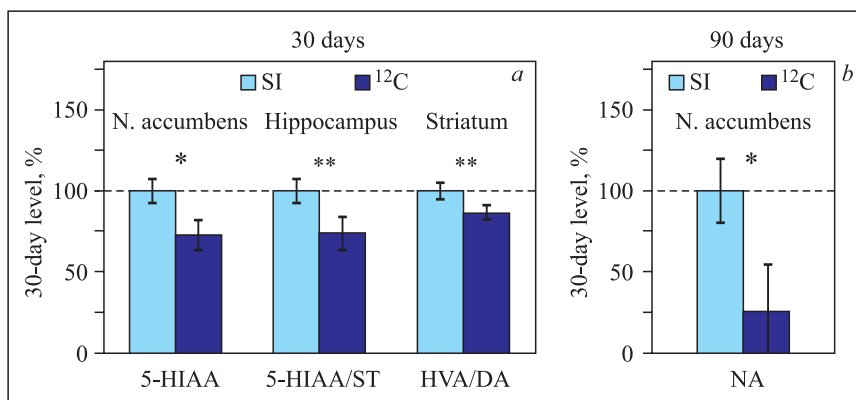 30 days
a
SI
¹²C
N. accumbens
Hippocampus
Striatum
*
**
**
30-day level, %
150
100
50
0
5-HIAA
5-HIAA/ST
HVA/DA
90 days
b
SI
¹²C
N. accumbens
*
30-day level, %
150
100
50
0
NA